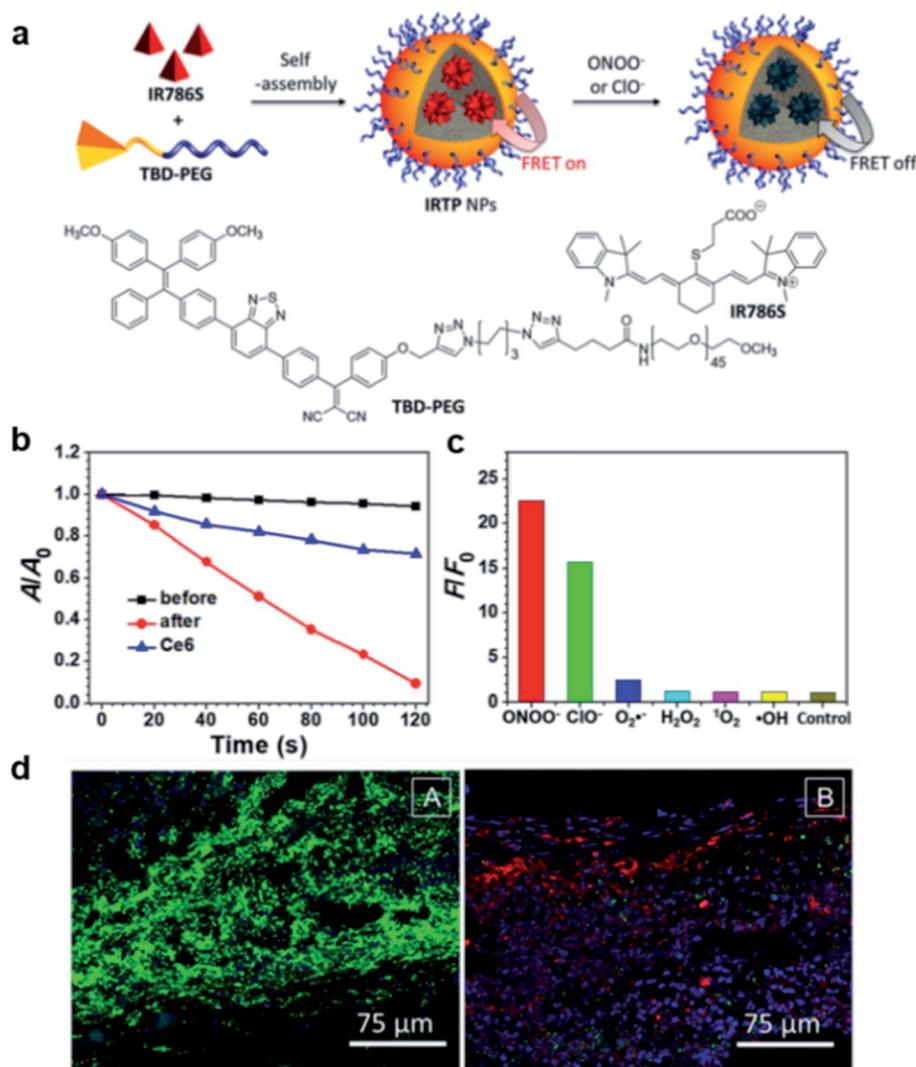 a
IR786S
+
TBD-PEG
Self
-assembly
IRTP NPs
FRET on
ONOO⁻
or ClO⁻
FRET off
H₃CO
OCH₃
N
S
N
NC
CN
O
N=N
N
3
N=N
N
O
N
H
O
45
OCH₃
TBD-PEG
COO⊖
S
N
N⊕
IR786S
b
A/A₀
1.2
1.0
0.8
0.6
0.4
0.2
0.0
before
after
Ce6
0 20 40 60 80 100 120
Time (s)
c
F/F₀
25
20
15
10
5
0
ONOO⁻ ClO⁻ O₂•⁻ H₂O₂ ¹O₂ •OH Control
d
A
75 μm
B
75 μm